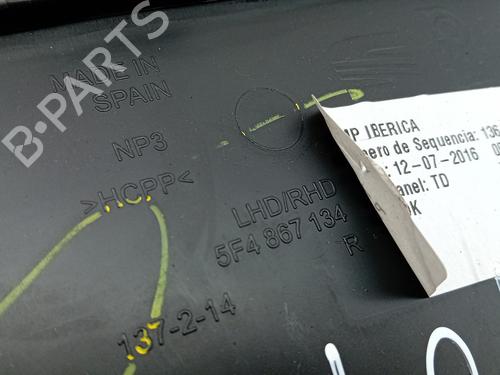 B-PARTS
MADE IN
SPAIN
NP3
>HCPP<
LHD/RHD
5F4 867 134
R
137-2-14
IBERICA
de Sequencia: 136
12-07-2016
TD